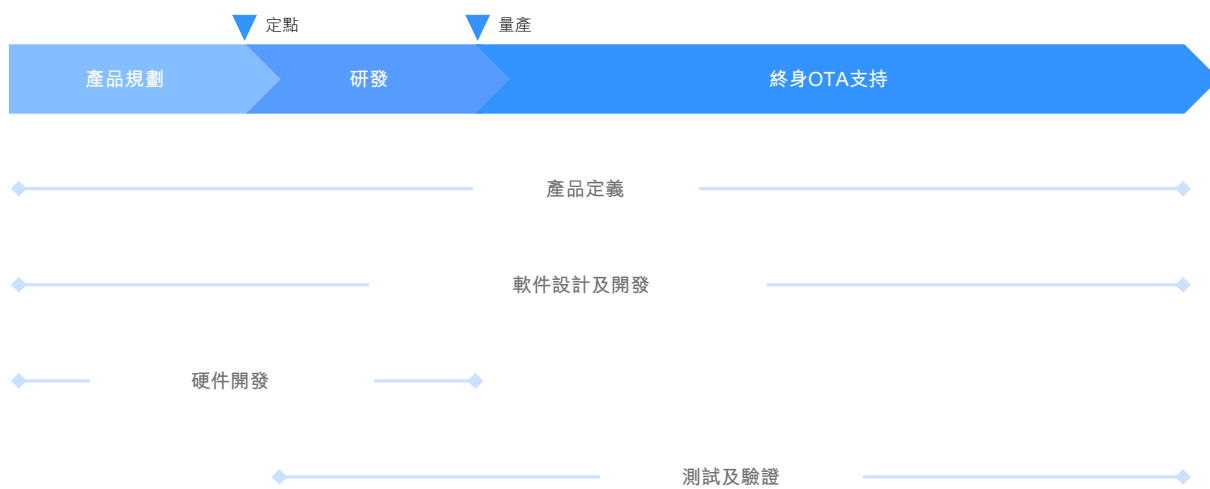 定點
量產
產品規劃
研發
終身OTA支持
產品定義
軟件設計及開發
硬件開發
測試及驗證